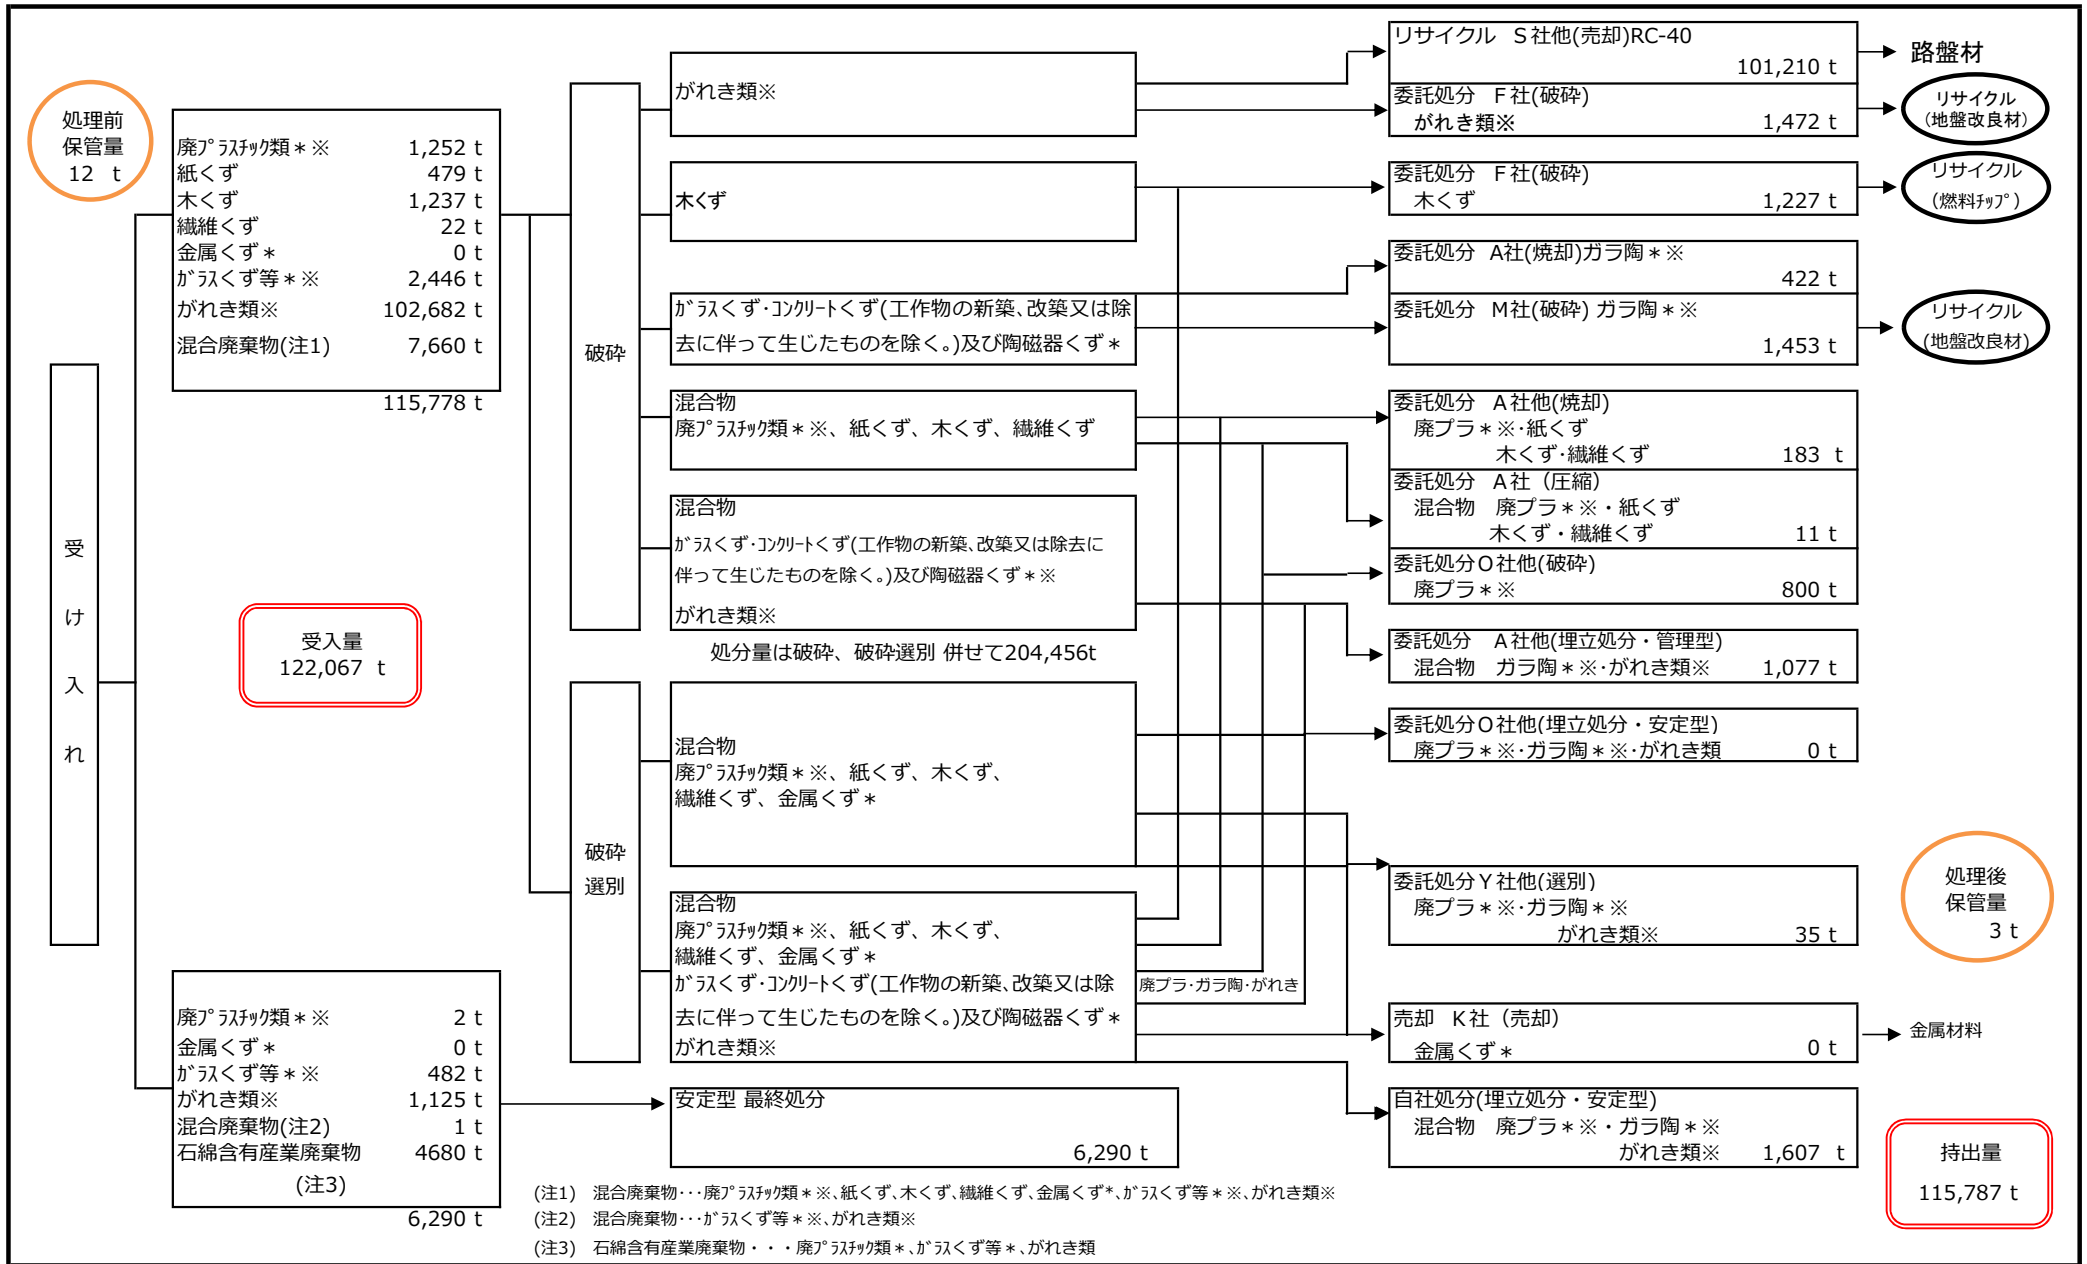 処理前
保管量
12 t
受け入れ
廃プラスチック類＊※ 1,252 t
紙くず 479 t
木くず 1,237 t
繊維くず 22 t
金属くず＊ 0 t
ガラスくず等＊※ 2,446 t
がれき類※ 102,682 t
混合廃棄物(注1) 7,660 t
115,778 t
受入量
122,067 t
廃プラスチック類＊※ 2 t
金属くず＊ 0 t
ガラスくず等＊※ 482 t
がれき類※ 1,125 t
混合廃棄物(注2) 1 t
石綿含有産業廃棄物 4680 t
(注3)
6,290 t
破砕
がれき類※
木くず
ガラスくず･コンクリートくず(工作物の新築､改築又は除
去に伴って生じたものを除く｡)及び陶磁器くず＊
混合物
廃プラスチック類＊※、紙くず、木くず、繊維くず
混合物
ガラスくず･コンクリートくず(工作物の新築､改築又は除去に
伴って生じたものを除く｡)及び陶磁器くず＊※
がれき類※
処分量は破砕、破砕選別 併せて204,456t
破砕
選別
混合物
廃プラスチック類＊※、紙くず、木くず、
繊維くず、金属くず＊
混合物
廃プラスチック類＊※、紙くず、木くず、
繊維くず、金属くず＊
ガラスくず･コンクリートくず(工作物の新築､改築又は除
去に伴って生じたものを除く｡)及び陶磁器くず＊
がれき類※
廃プラ･ガラ陶･がれき
安定型 最終処分
6,290 t
リサイクル Ｓ社他(売却)RC-40
101,210 t
路盤材
委託処分 Ｆ社(破砕)
がれき類※ 1,472 t
リサイクル
(地盤改良材)
委託処分 Ｆ社(破砕)
木くず 1,227 t
リサイクル
(燃料チップ)
委託処分 A社(焼却)ガラ陶＊※
422 t
委託処分 Ｍ社(破砕) ガラ陶＊※
1,453 t
リサイクル
(地盤改良材)
委託処分 Ａ社他(焼却)
廃プラ＊※･紙くず
木くず･繊維くず 183 t
委託処分 Ａ社（圧縮）
混合物 廃プラ＊※・紙くず
木くず・繊維くず 11 t
委託処分Ｏ社他(破砕)
廃プラ＊※ 800 t
委託処分 Ａ社他(埋立処分・管理型)
混合物 ガラ陶＊※･がれき類※ 1,077 t
委託処分Ｏ社他(埋立処分・安定型)
廃プラ＊※･ガラ陶＊※･がれき類 0 t
委託処分Ｙ社他(選別)
廃プラ＊※･ガラ陶＊※
がれき類※ 35 t
処理後
保管量
3 t
売却 Ｋ社（売却）
金属くず＊ 0 t
金属材料
自社処分(埋立処分・安定型)
混合物 廃プラ＊※・ガラ陶＊※
がれき類※ 1,607 t
持出量
115,787 t
(注1) 混合廃棄物･･･廃プラスチック類＊※､紙くず､木くず､繊維くず､金属くず*､ガラスくず等＊※､がれき類※
(注2) 混合廃棄物･･･ガラスくず等＊※､がれき類※
(注3) 石綿含有産業廃棄物・・・廃プラスチック類＊､ガラスくず等＊､がれき類